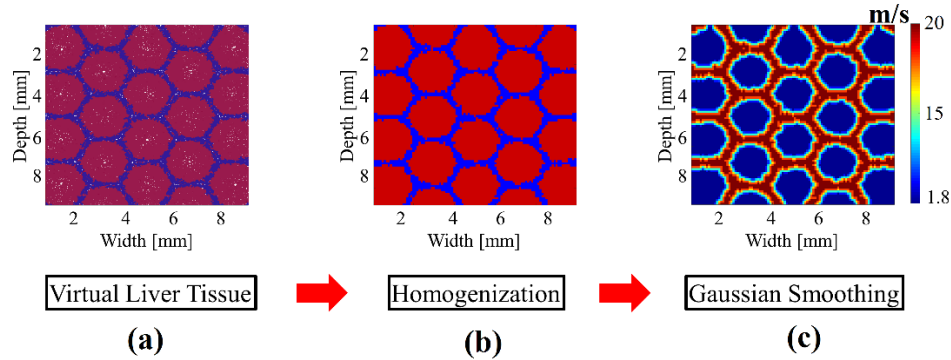 m/s
2
4
6
8
Depth [mm]
2 4 6 8
Width [mm]
2
4
6
8
Depth [mm]
2 4 6 8
Width [mm]
2
4
6
8
Depth [mm]
2 4 6 8
Width [mm]
20
15
1.8
Virtual Liver Tissue
Homogenization
Gaussian Smoothing
(a)
(b)
(c)